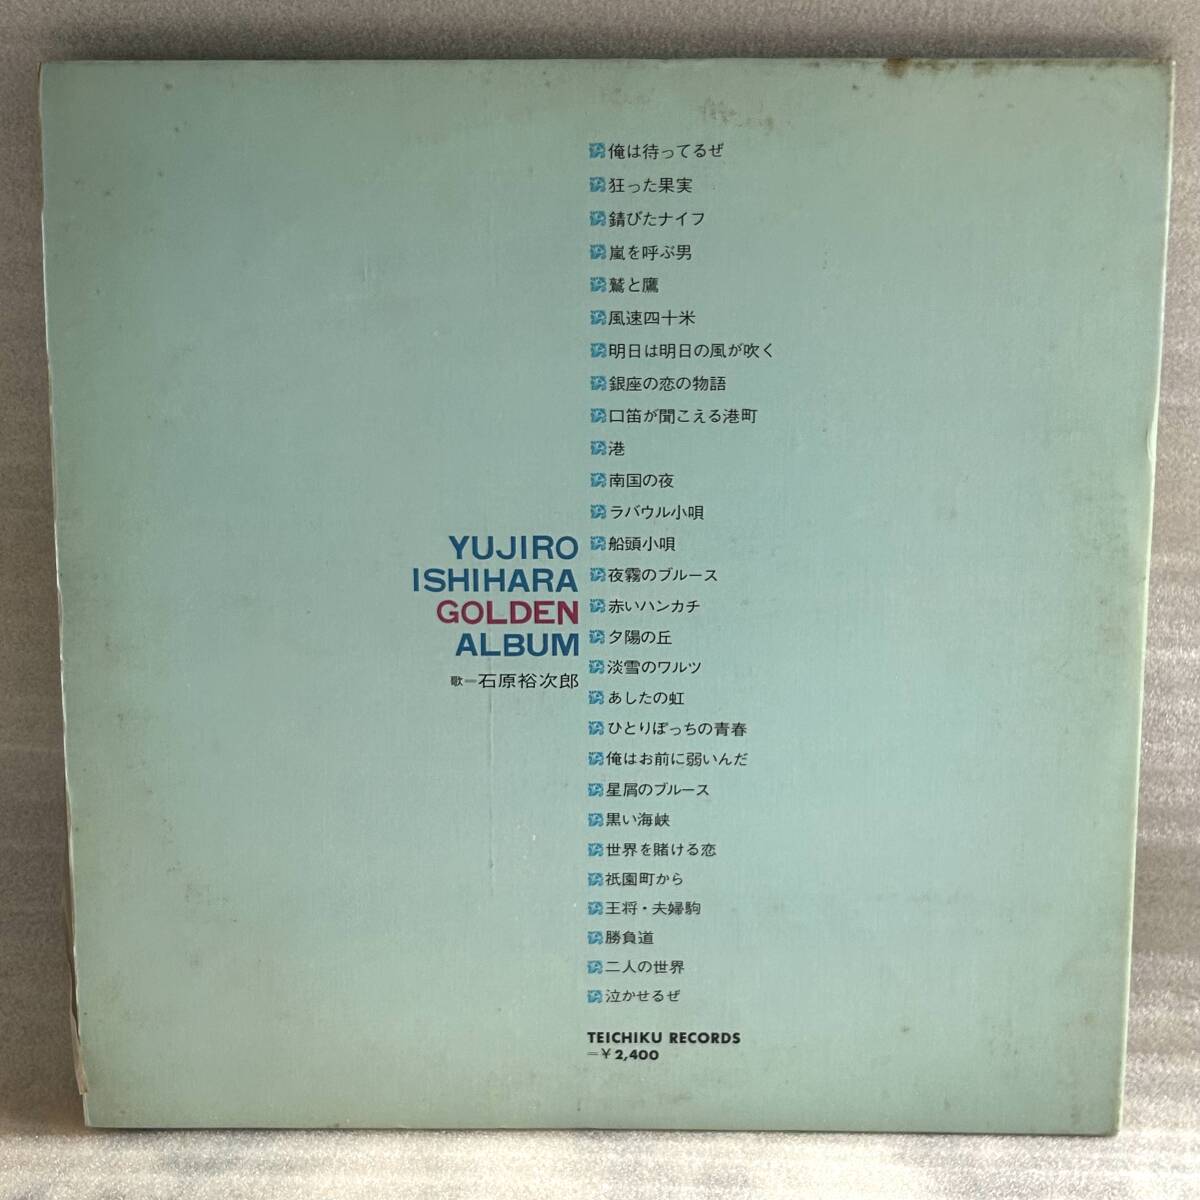 俺は待ってるぜ
狂った果実
錆びたナイフ
嵐を呼ぶ男
鷲と鷹
風速四十米
明日は明日の風が吹く
銀座の恋の物語
口笛が聞こえる港町
港
南国の夜
ラバウル小唄
船頭小唄
夜霧のブルース
赤いハンカチ
夕陽の丘
淡雪のワルツ
あしたの虹
ひとりぼっちの青春
俺はお前に弱いんだ
星屑のブルース
黒い海峡
世界を賭ける恋
祇園町から
王将・夫婦駒
勝負道
二人の世界
泣かせるぜ
YUJIRO
ISHIHARA
GOLDEN
ALBUM
歌=石原裕次郎
TEICHIKU RECORDS
=¥2,400